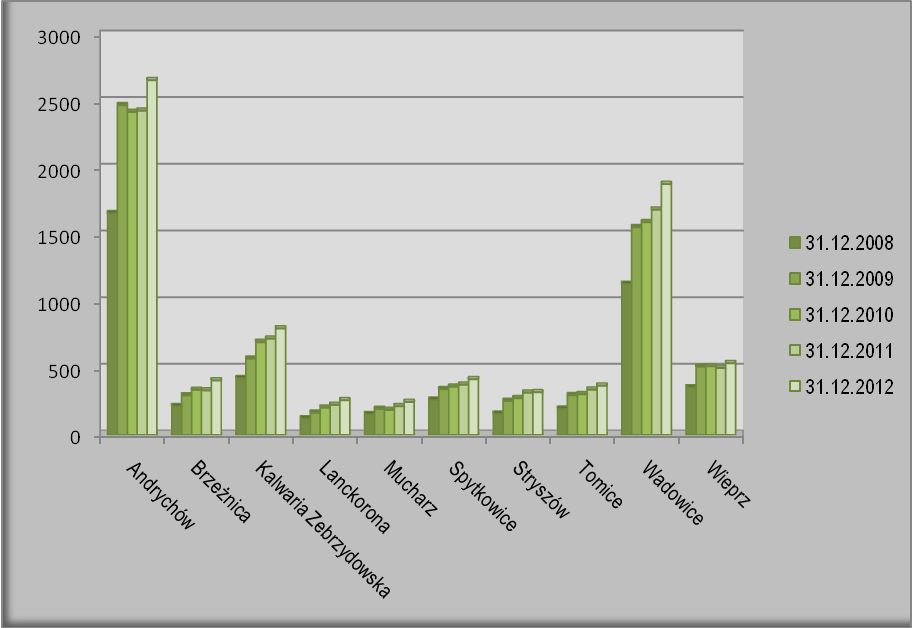 3000
2500
2000
1500
1000
500
0
Andrychów
Brzeźnica
Kalwaria Zebrzydowska
Lanckorona
Mucharz
Spytkowice
Stryszów
Tomice
Wadowice
Wieprz
31.12.2008
31.12.2009
31.12.2010
31.12.2011
31.12.2012